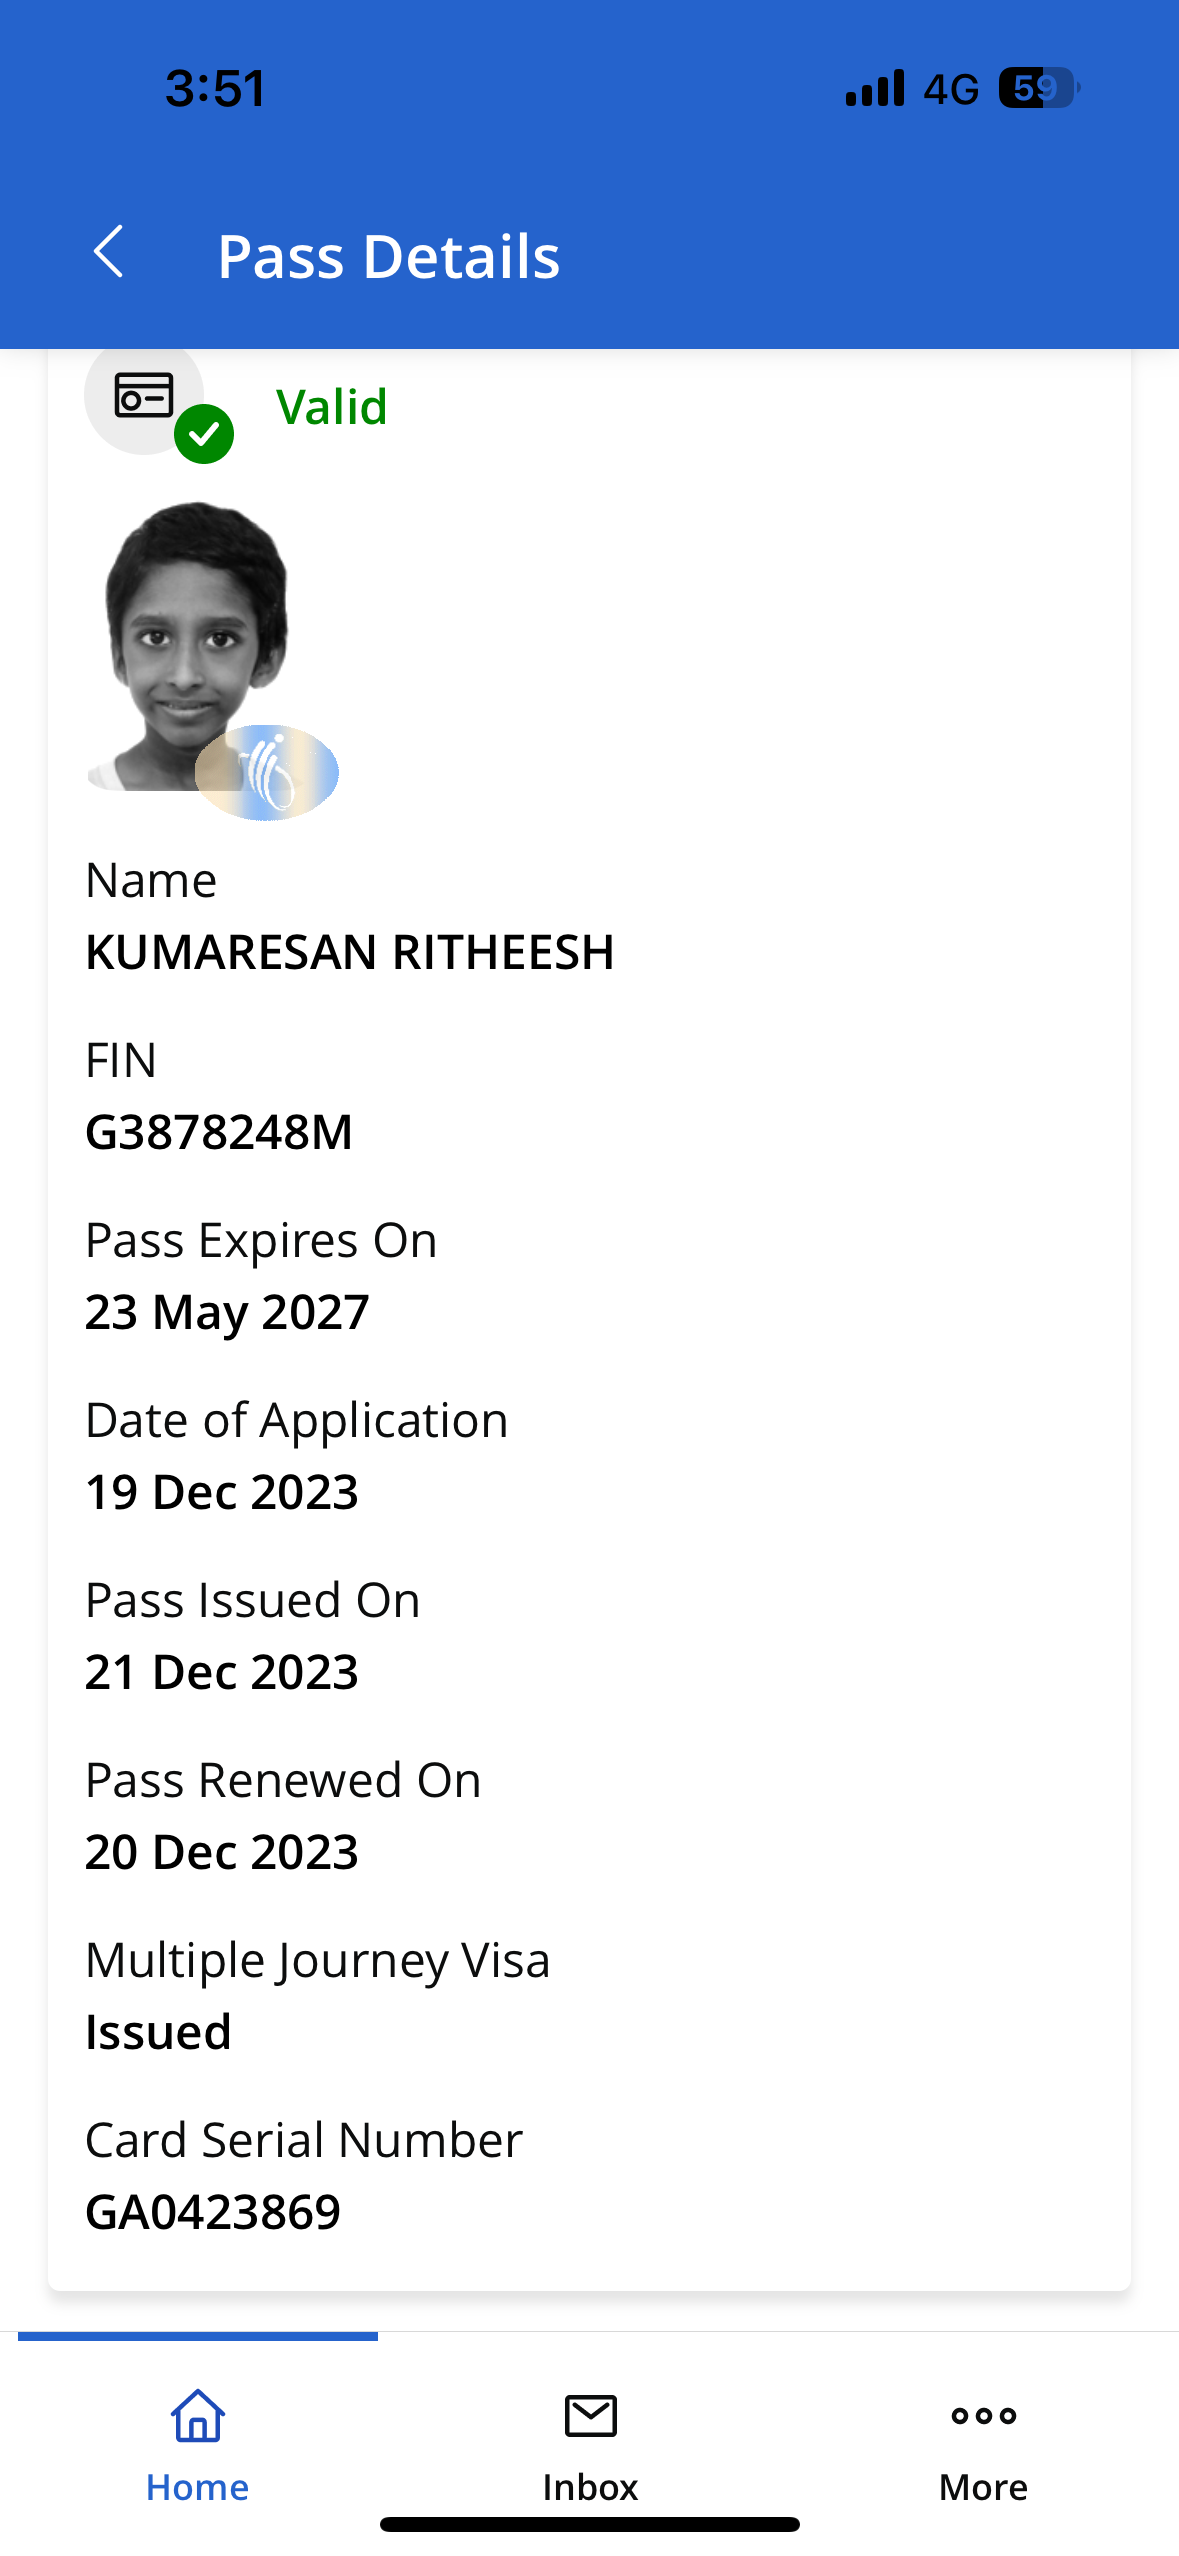 3:51
4G
59
Pass Details
Valid
Name
KUMARESAN RITHEESH
FIN
G3878248M
Pass Expires On
23 May 2027
Date of Application
19 Dec 2023
Pass Issued On
21 Dec 2023
Pass Renewed On
20 Dec 2023
Multiple Journey Visa
Issued
Card Serial Number
GA0423869
Home
Inbox
More